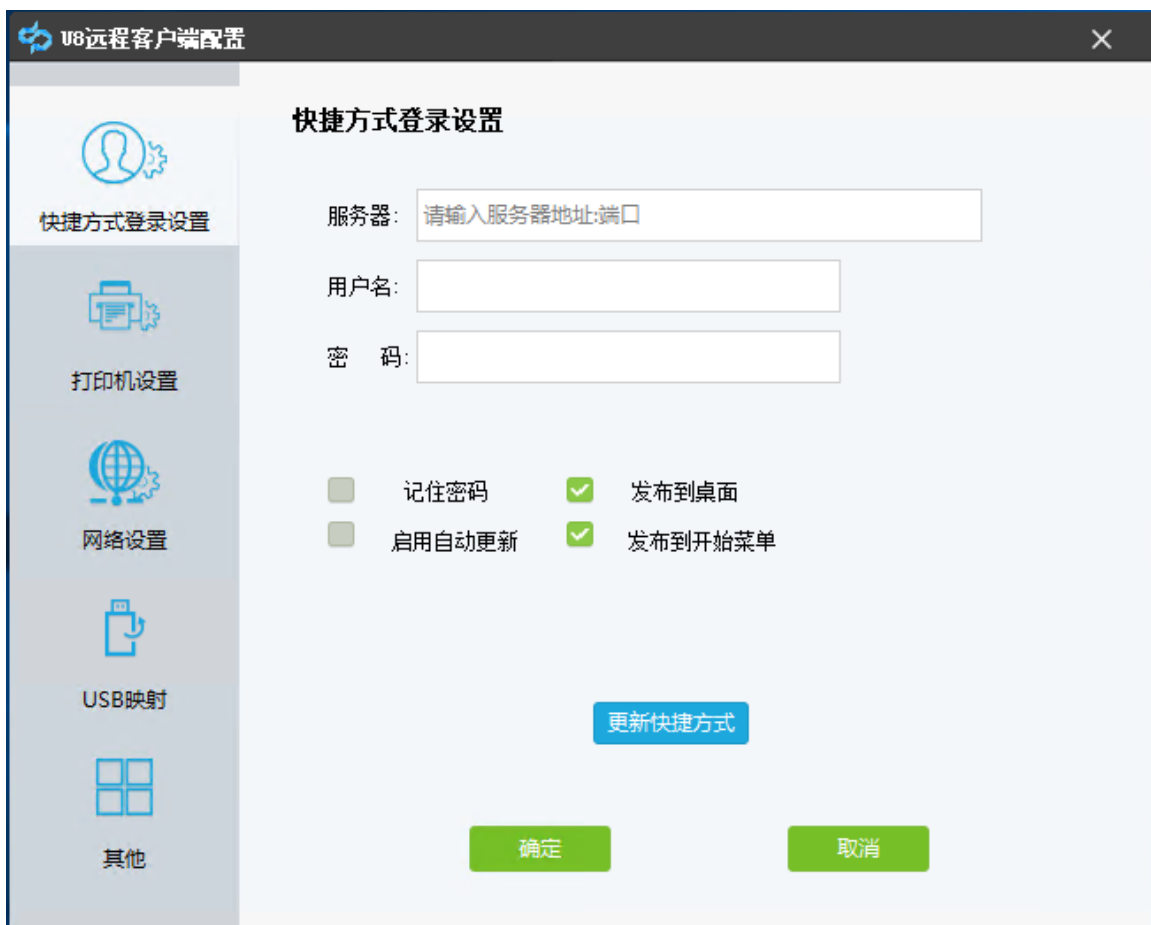 U8远程客户端配置
快捷方式登录设置
打印机设置
网络设置
USB映射
其他
快捷方式登录设置
服务器: 请输入服务器地址:端口
用户名:
密 码:
记住密码 发布到桌面
启用自动更新 发布到开始菜单
更新快捷方式
确定 取消